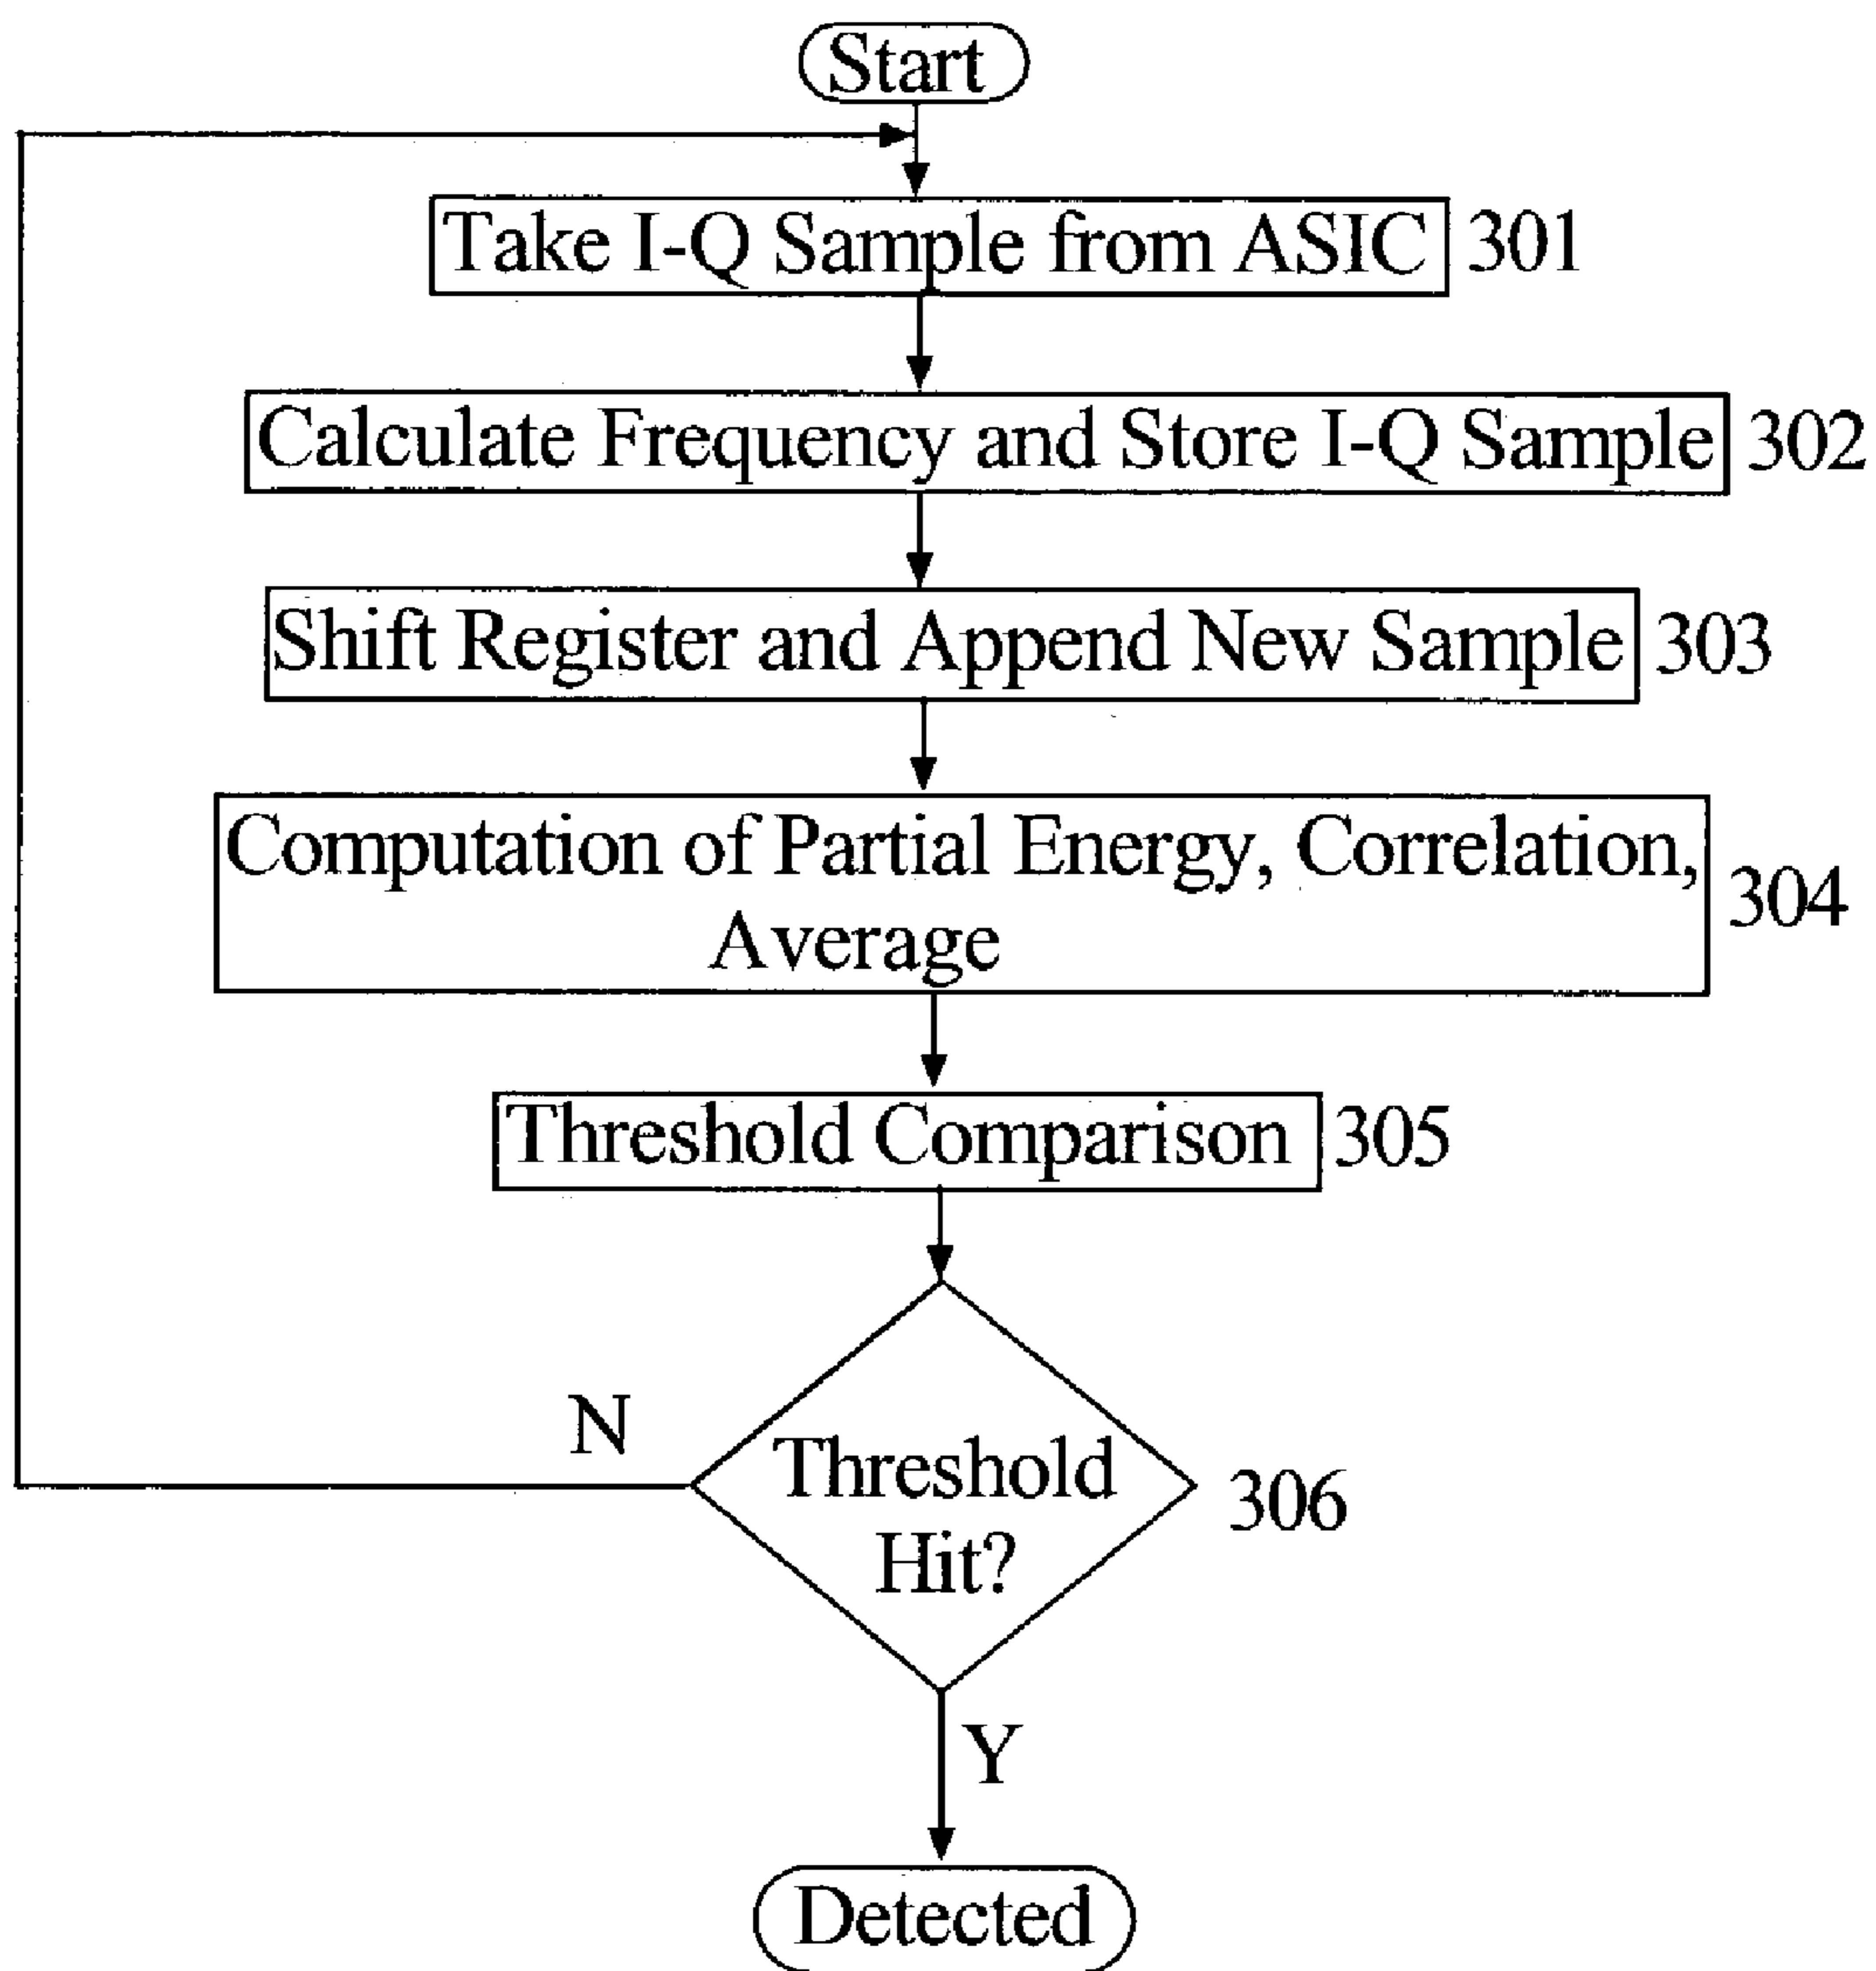 Start
Take I-Q Sample from ASIC 301
Calculate Frequency and Store I-Q Sample 302
Shift Register and Append New Sample 303
Computation of Partial Energy, Correlation,
Average
304
Threshold Comparison 305
N
Threshold
Hit?
306
Y
Detected